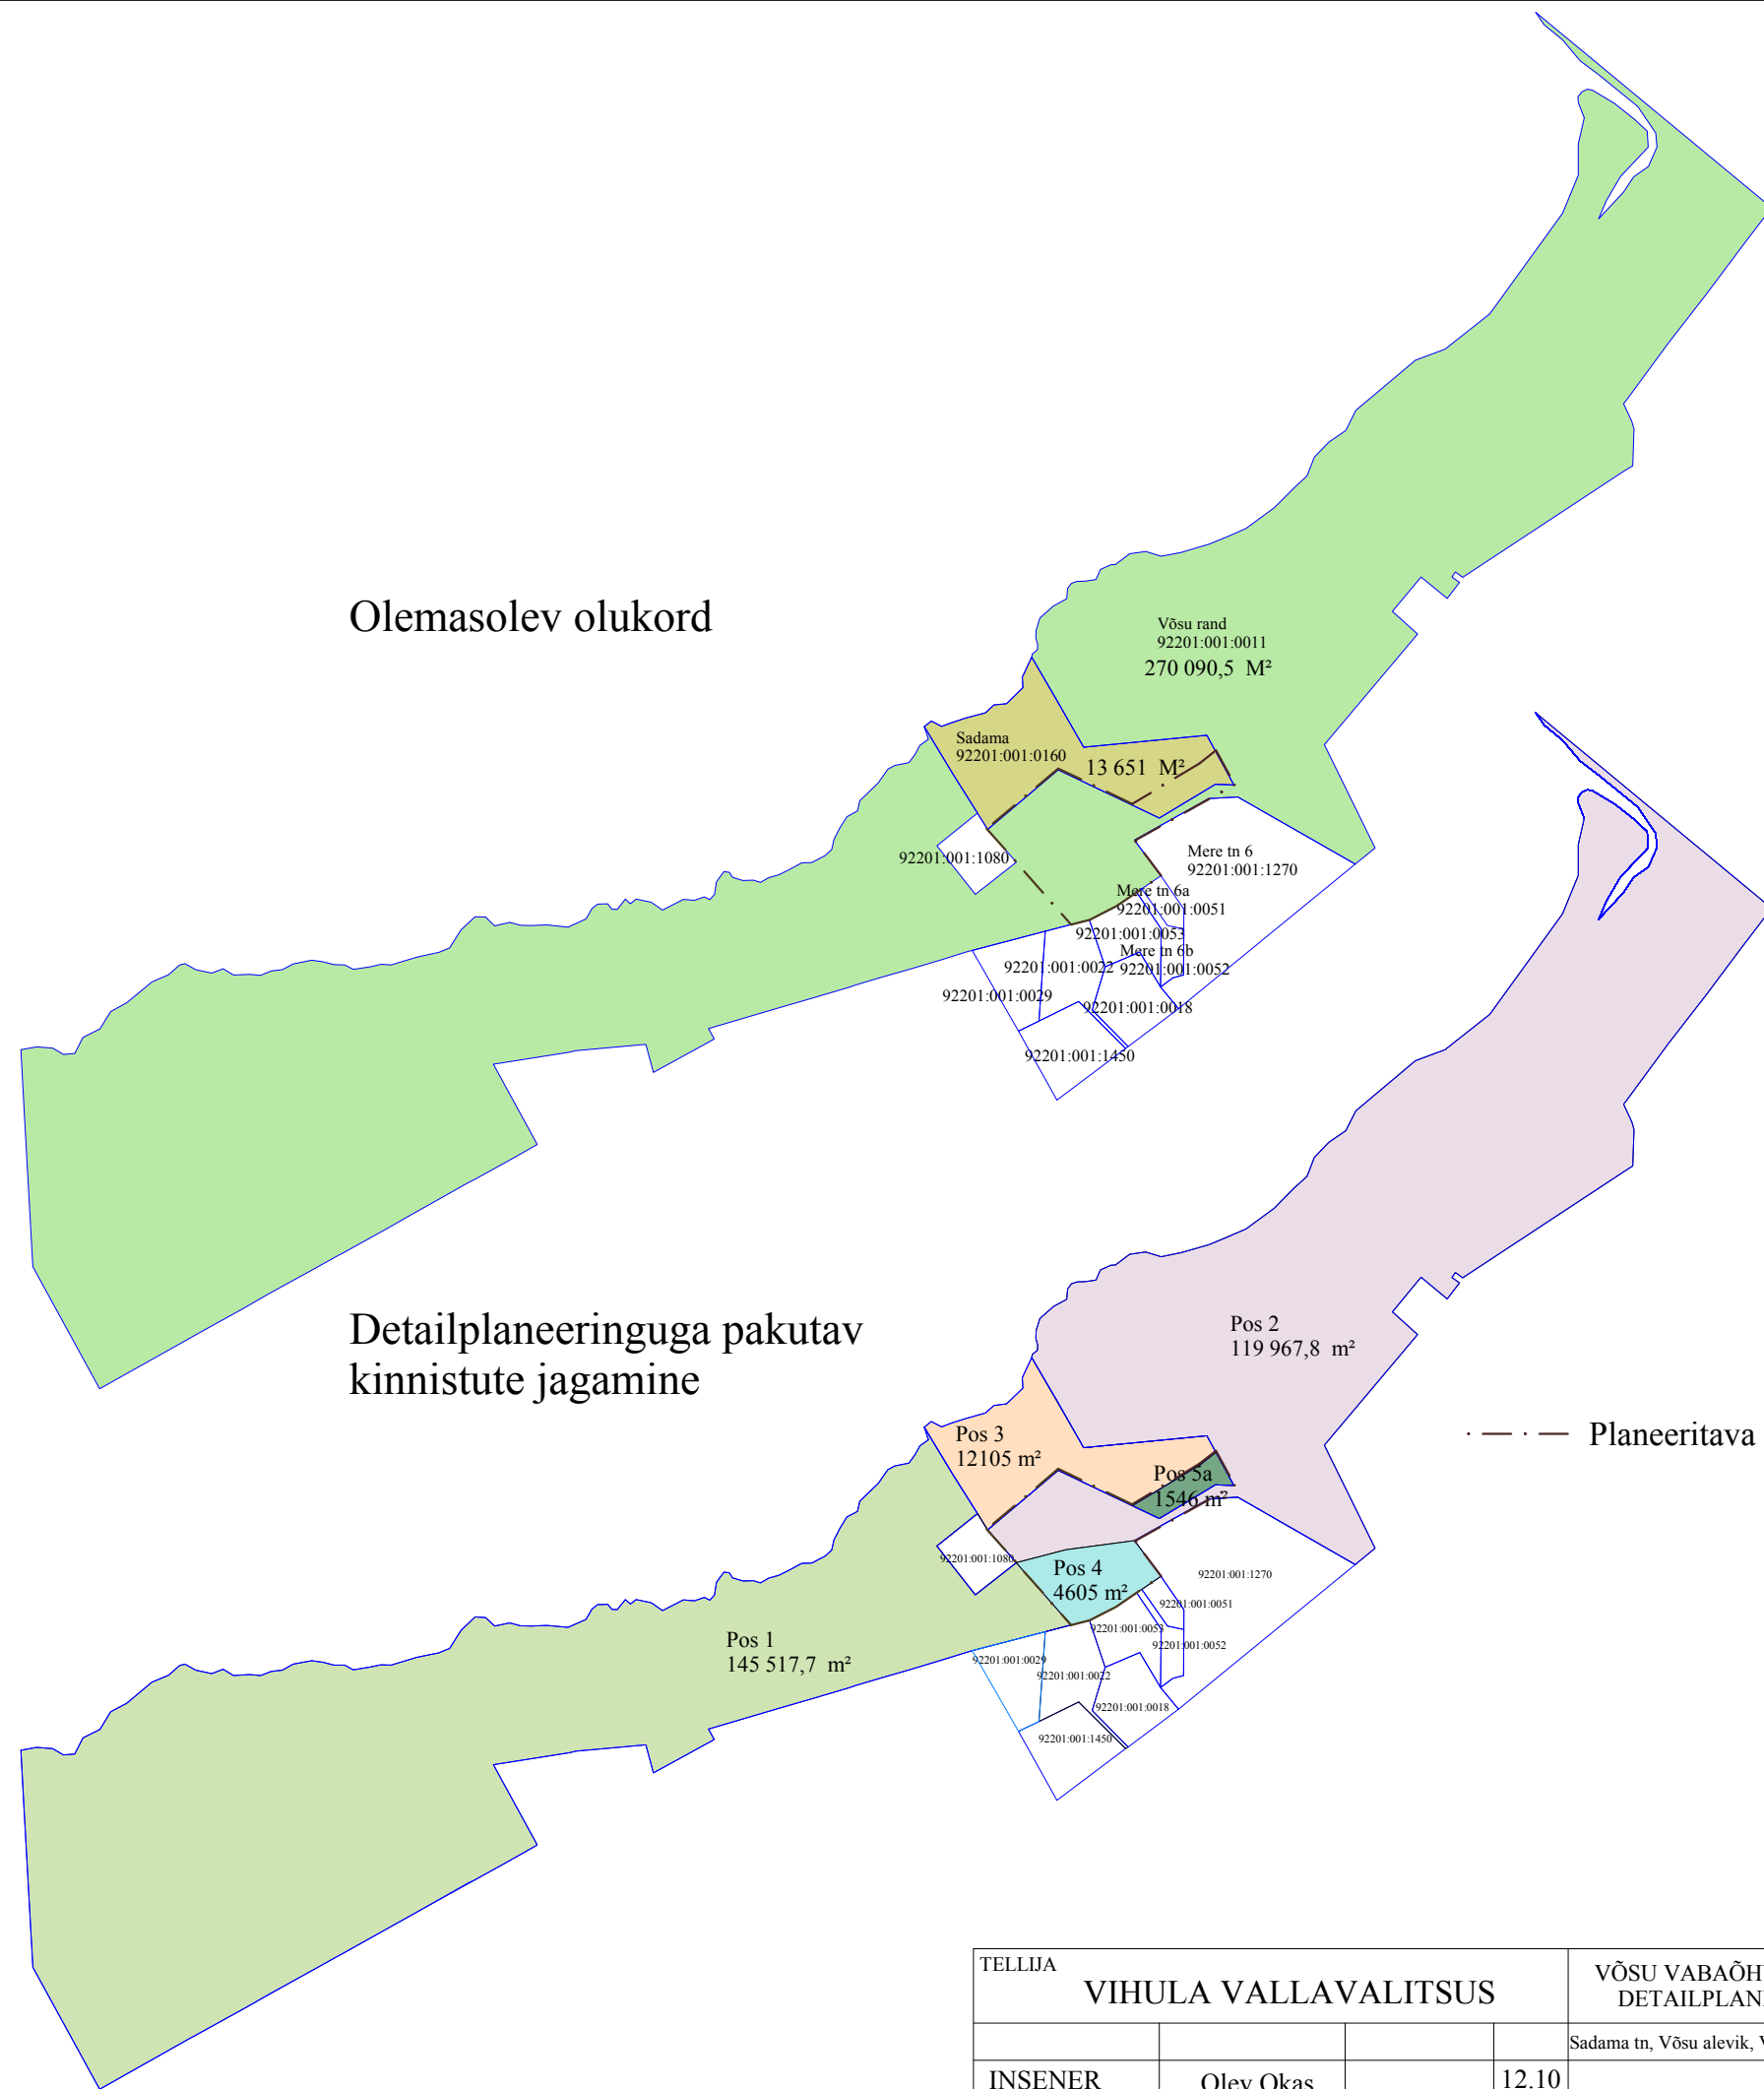 Olemasolev olukord
Võsu rand
92201:001:0011
270 090,5 M²
Sadama
92201:001:0160
13 651 M²
92201:001:1080
Mere tn 6
92201:001:1270
Mere tn 6a
92201:001:0051
92201:001:0053
Mere tn 6b
92201:001:0022
92201:001:0052
92201:001:0029
92201:001:0018
92201:001:1450
Detailplaneeringuga pakutav
kinnistute jagamine
Pos 2
119 967,8 m²
Planeeritava
Pos 3
12105 m²
Pos 5a
1546 m²
92201:001:1080
Pos 4
4605 m²
92201:001:1270
92201:001:0051
92201:001:0053
92201:001:0052
Pos 1
145 517,7 m²
92201:001:0029
92201:001:0022
92201:001:0018
92201:001:1450
TELLIJA
VIHULA VALLAVALITSUS
VÕSU VABAÕH
DETAILPLAN
Sadama tn, Võsu alevik, V
INSENER Olev Okas 12.10